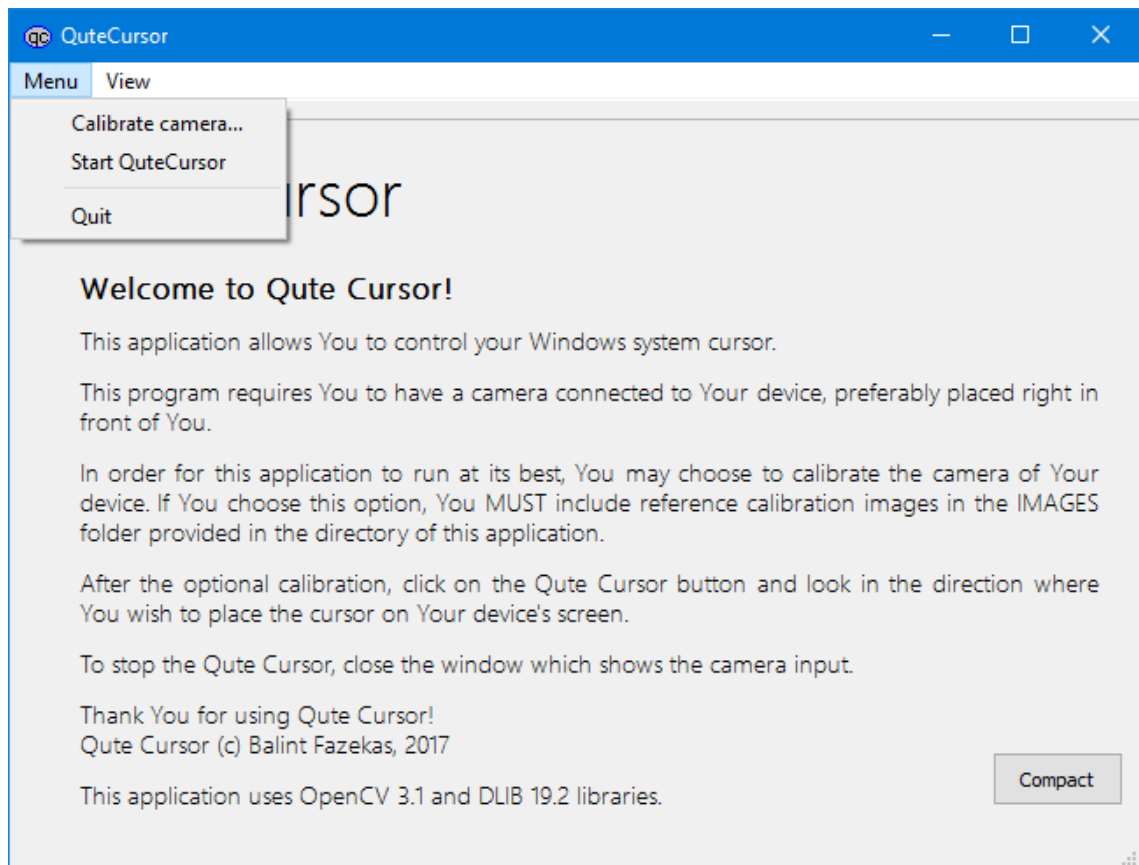 QuteCursor
Menu View
Calibrate camera...
Start QuteCursor
Quit
Welcome to Qute Cursor!
This application allows You to control your Windows system cursor.
This program requires You to have a camera connected to Your device, preferably placed right in
front of You.
In order for this application to run at its best, You may choose to calibrate the camera of Your
device. If You choose this option, You MUST include reference calibration images in the IMAGES
folder provided in the directory of this application.
After the optional calibration, click on the Qute Cursor button and look in the direction where
You wish to place the cursor on Your device's screen.
To stop the Qute Cursor, close the window which shows the camera input.
Thank You for using Qute Cursor!
Qute Cursor (c) Balint Fazekas, 2017
This application uses OpenCV 3.1 and DLIB 19.2 libraries.
Compact